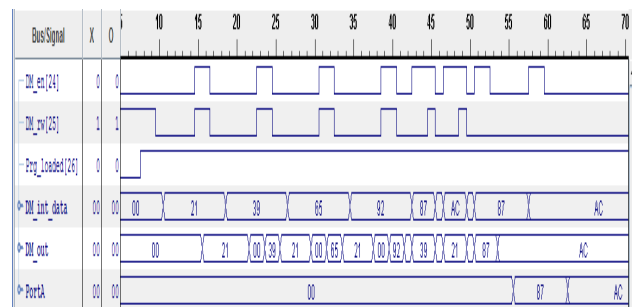 Bus/Signal X O 5 10 15 20 25 30 35 40 45 50 55 60 65 70
DM_en[24] 0 0
DM_rw[25] 1 1
Prg_loaded[26] 0 0
DM_int_data 00 00 00 21 39 65 92 87 AC 87 AC
DM_out 00 00 00 21 00 39 21 00 65 21 00 92 39 21 87 AC
PortA 00 00 00 87 AC